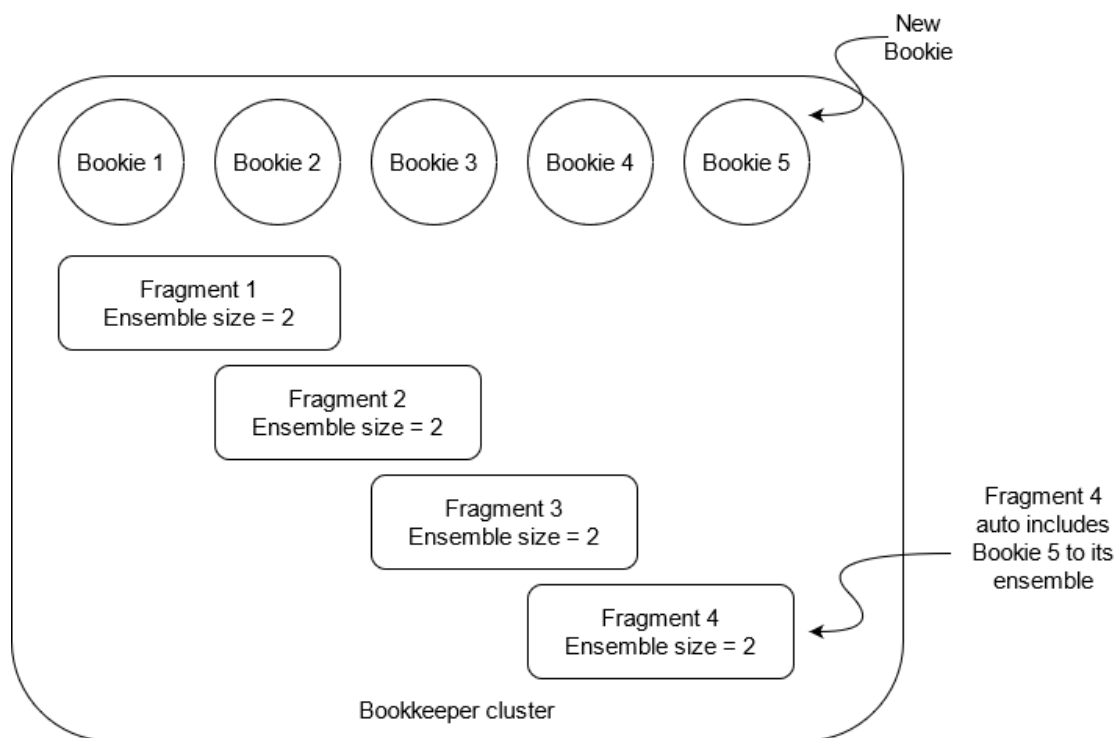 New
Bookie
Bookie 1
Bookie 2
Bookie 3
Bookie 4
Bookie 5
Fragment 1
Ensemble size = 2
Fragment 2
Ensemble size = 2
Fragment 3
Ensemble size = 2
Fragment 4
auto includes
Bookie 5 to its
ensemble
Fragment 4
Ensemble size = 2
Bookkeeper cluster